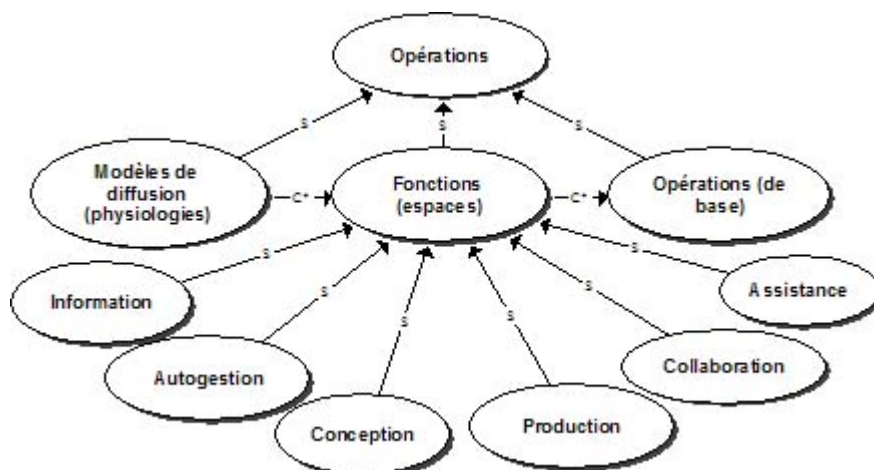 Opérations
S
S
S
Modèles de
diffusion
(physiologies)
C*
Fonctions
(espaces)
C*
Opérations (de
base)
S
S
S
S
S
S
Information
Assistance
Autogestion
Collaboration
Conception
Production